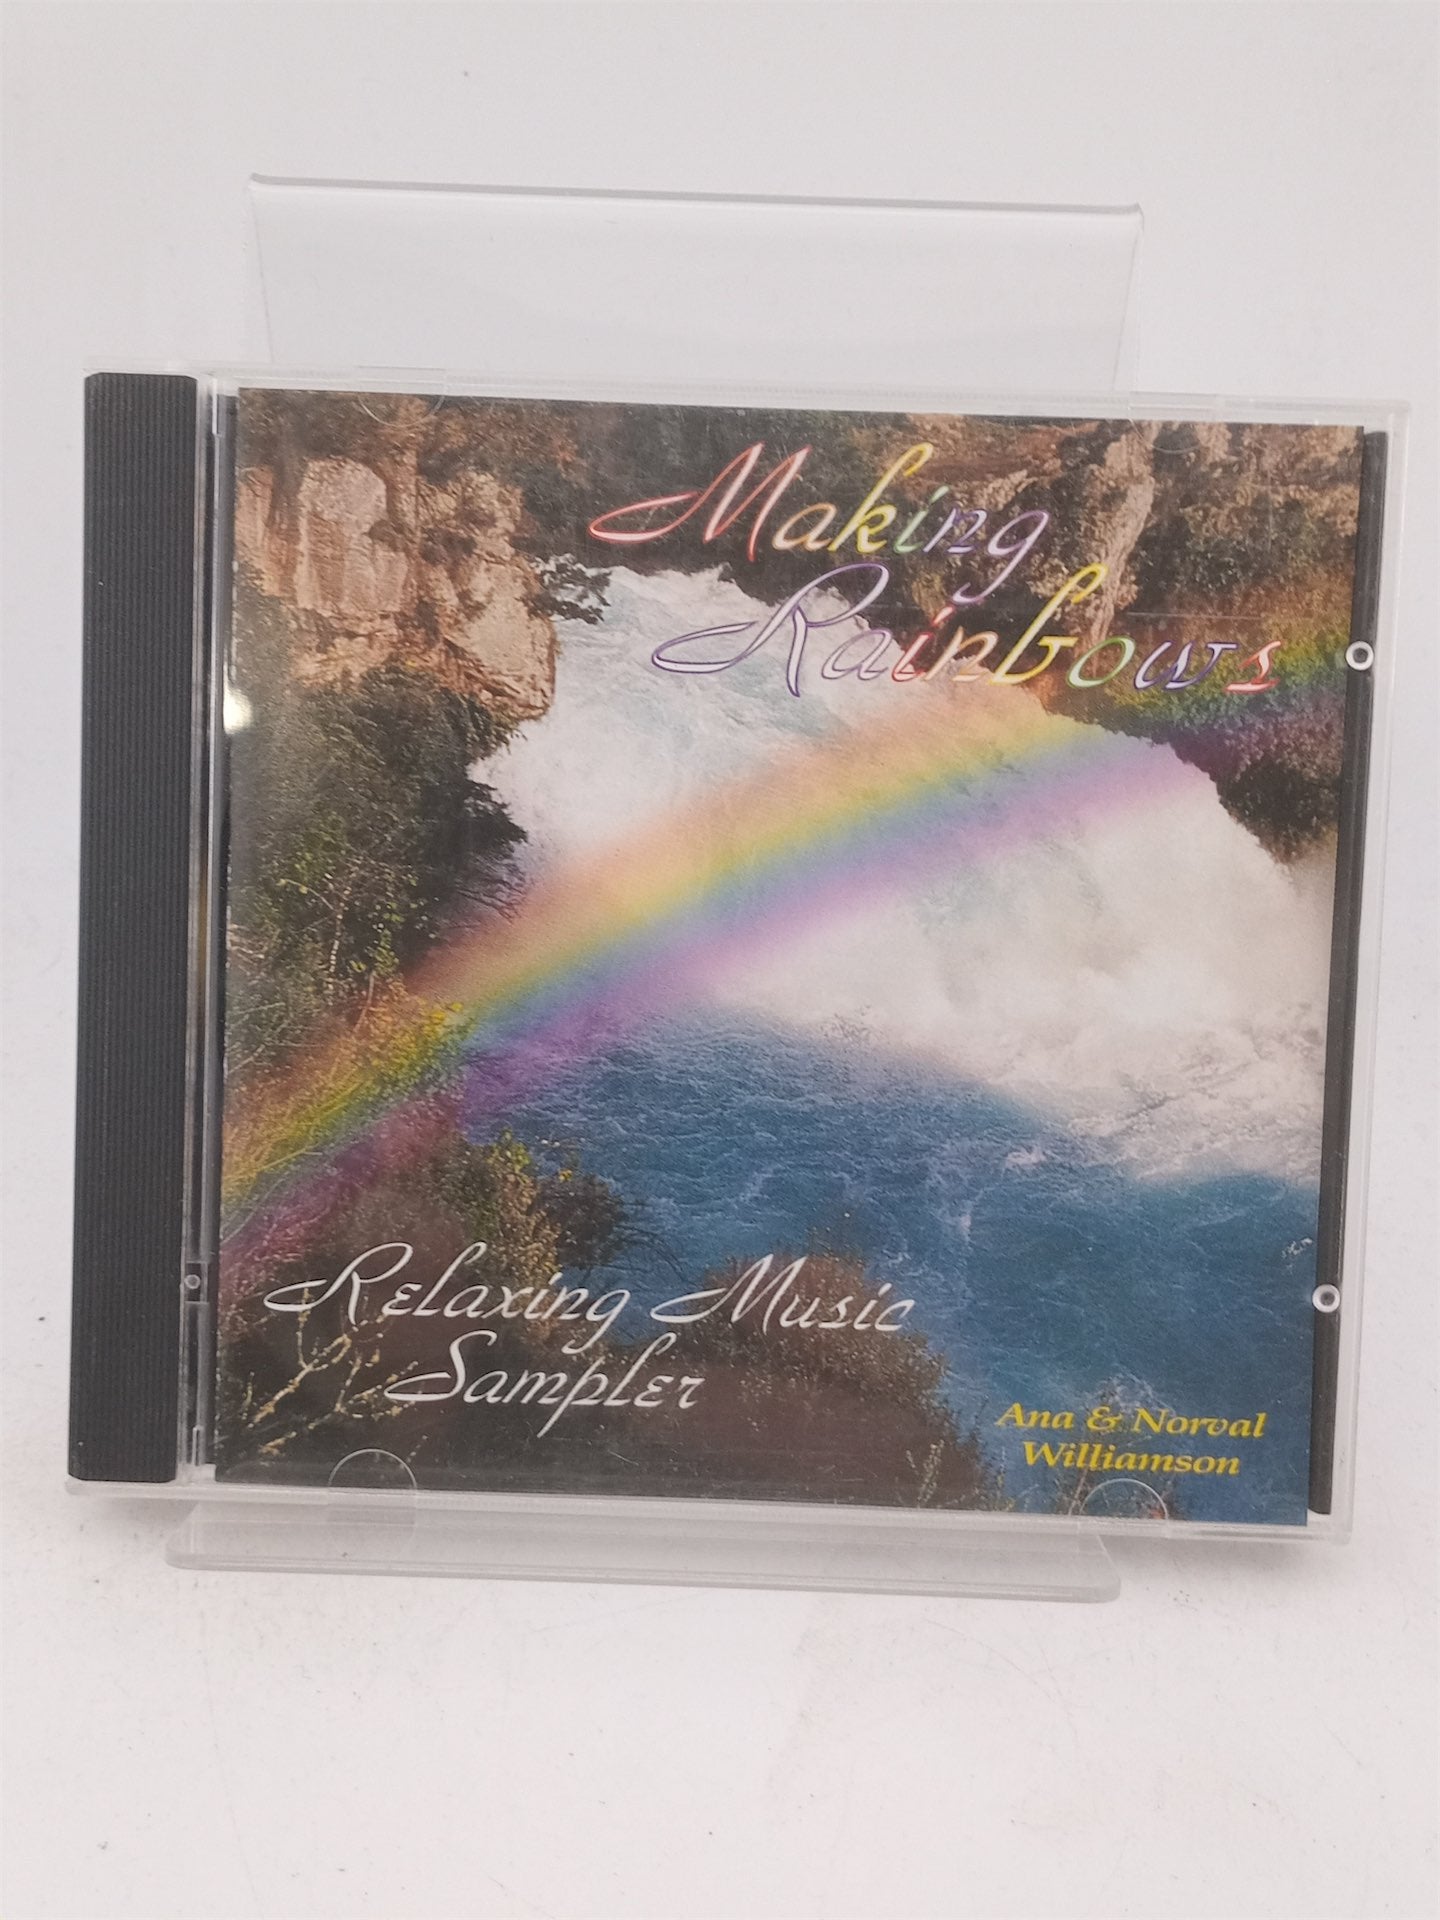 Making
Rainbows
Relaxing Music
Sampler
Ana & Norval
Williamson